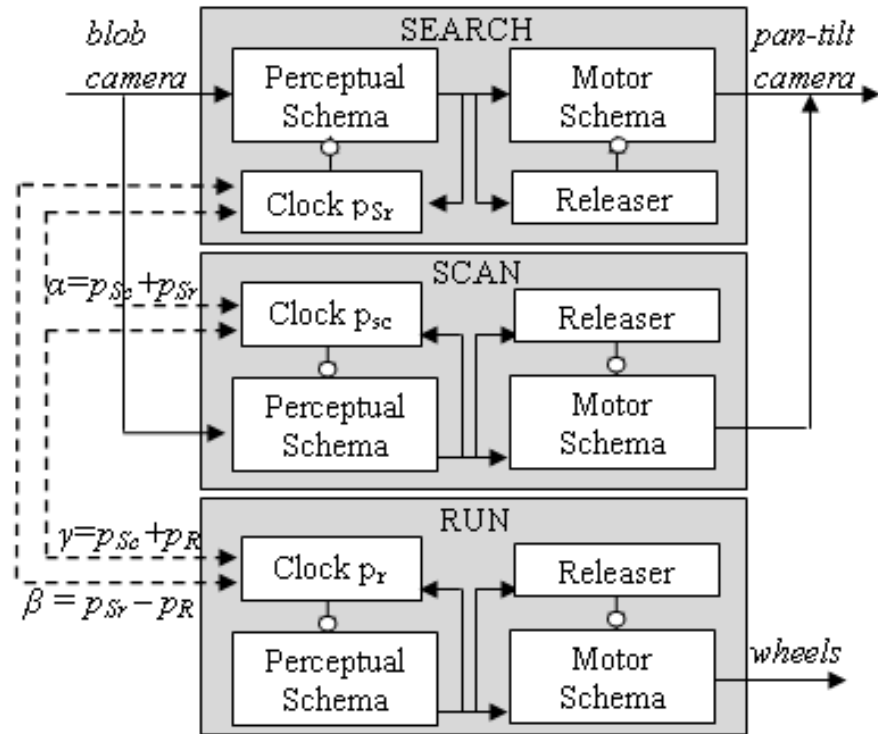 blob
camera
SEARCH
pan-tilt
camera
Perceptual
Schema
Motor
Schema
Clock p_Sr
Releaser
SCAN
α=p_Sc+p_Sr
Clock p_sc
Releaser
Perceptual
Schema
Motor
Schema
RUN
γ=p_Sc+p_R
Clock p_r
Releaser
β = p_Sr – p_R
Perceptual
Schema
Motor
Schema
wheels